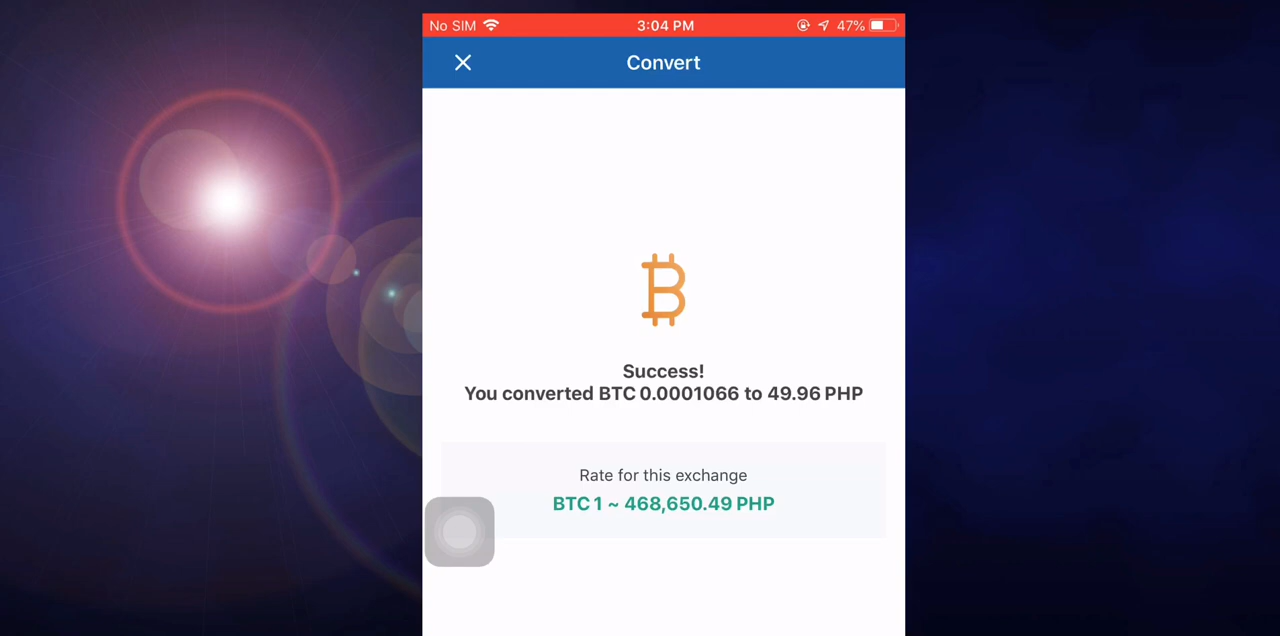 No SIM 3:04 PM 47%
Convert
Success!
You converted BTC 0.0001066 to 49.96 PHP
Rate for this exchange
BTC 1 ~ 468,650.49 PHP